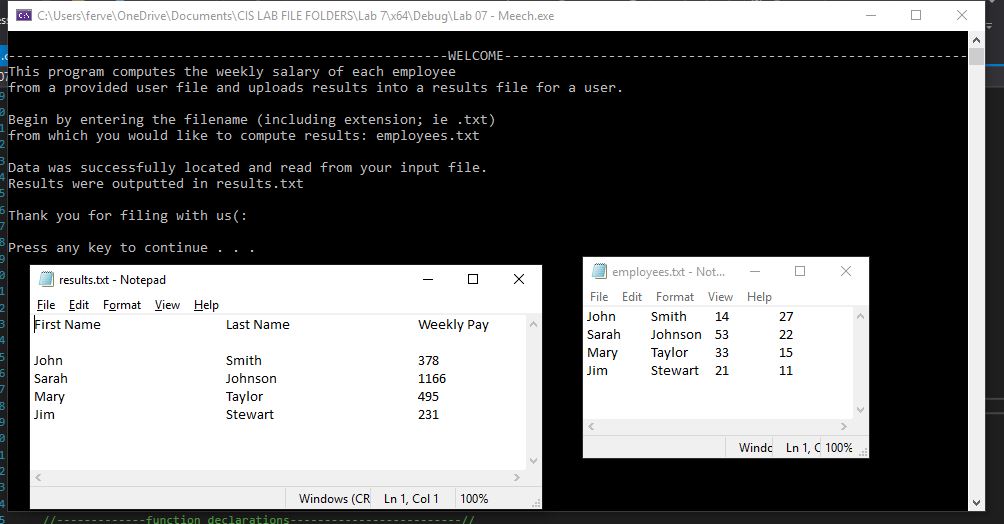 C:\Users\ferve\OneDrive\Documents\CIS LAB FILE FOLDERS\Lab 7\x64\Debug\Lab 07 - Meech.exe
-------------------------------------------------------WELCOME----------------------------------------------------------
This program computes the weekly salary of each employee
from a provided user file and uploads results into a results file for a user.
Begin by entering the filename (including extension; ie .txt)
from which you would like to compute results: employees.txt
Data was successfully located and read from your input file.
Results were outputted in results.txt
Thank you for filing with us(:
Press any key to continue . . .
results.txt - Notepad
File Edit Format View Help
First Name Last Name Weekly Pay
John Smith 378
Sarah Johnson 1166
Mary Taylor 495
Jim Stewart 231
Windows (CR Ln 1, Col 1 100%
employees.txt - Not...
File Edit Format View Help
John Smith 14 27
Sarah Johnson 53 22
Mary Taylor 33 15
Jim Stewart 21 11
Windo Ln 1, C 100%
//-------------function declarations-------------------------//